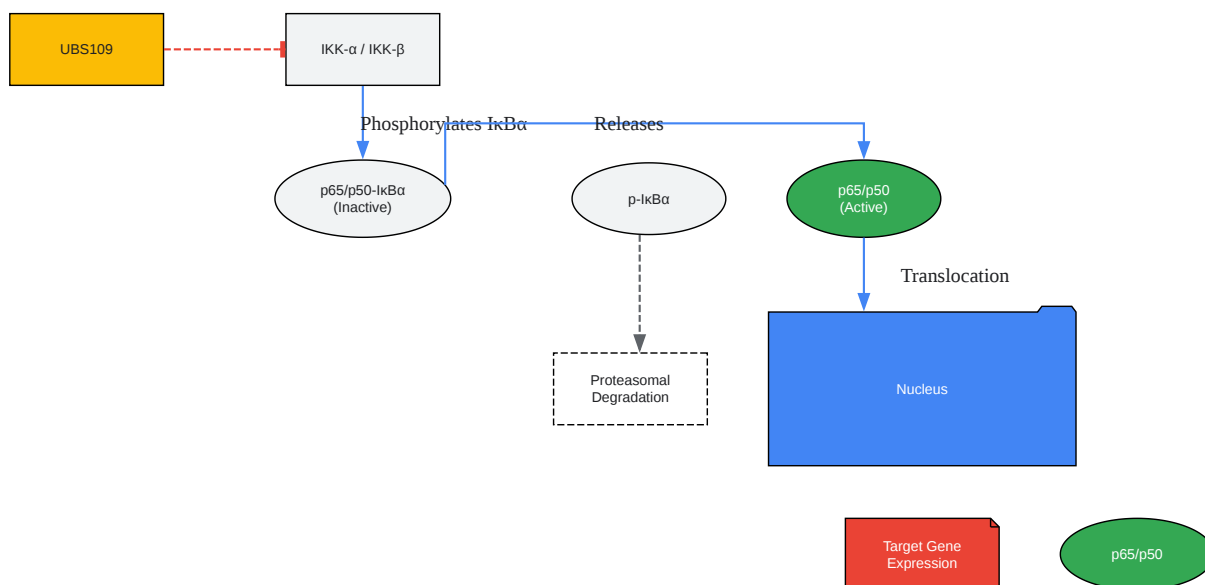 UBS109
IKK-α / IKK-β
Phosphorylates IκBα
Releases
p65/p50-IκBα
(Inactive)
p-IκBα
p65/p50
(Active)
Translocation
Proteasomal
Degradation
Nucleus
Target Gene
Expression
p65/p50